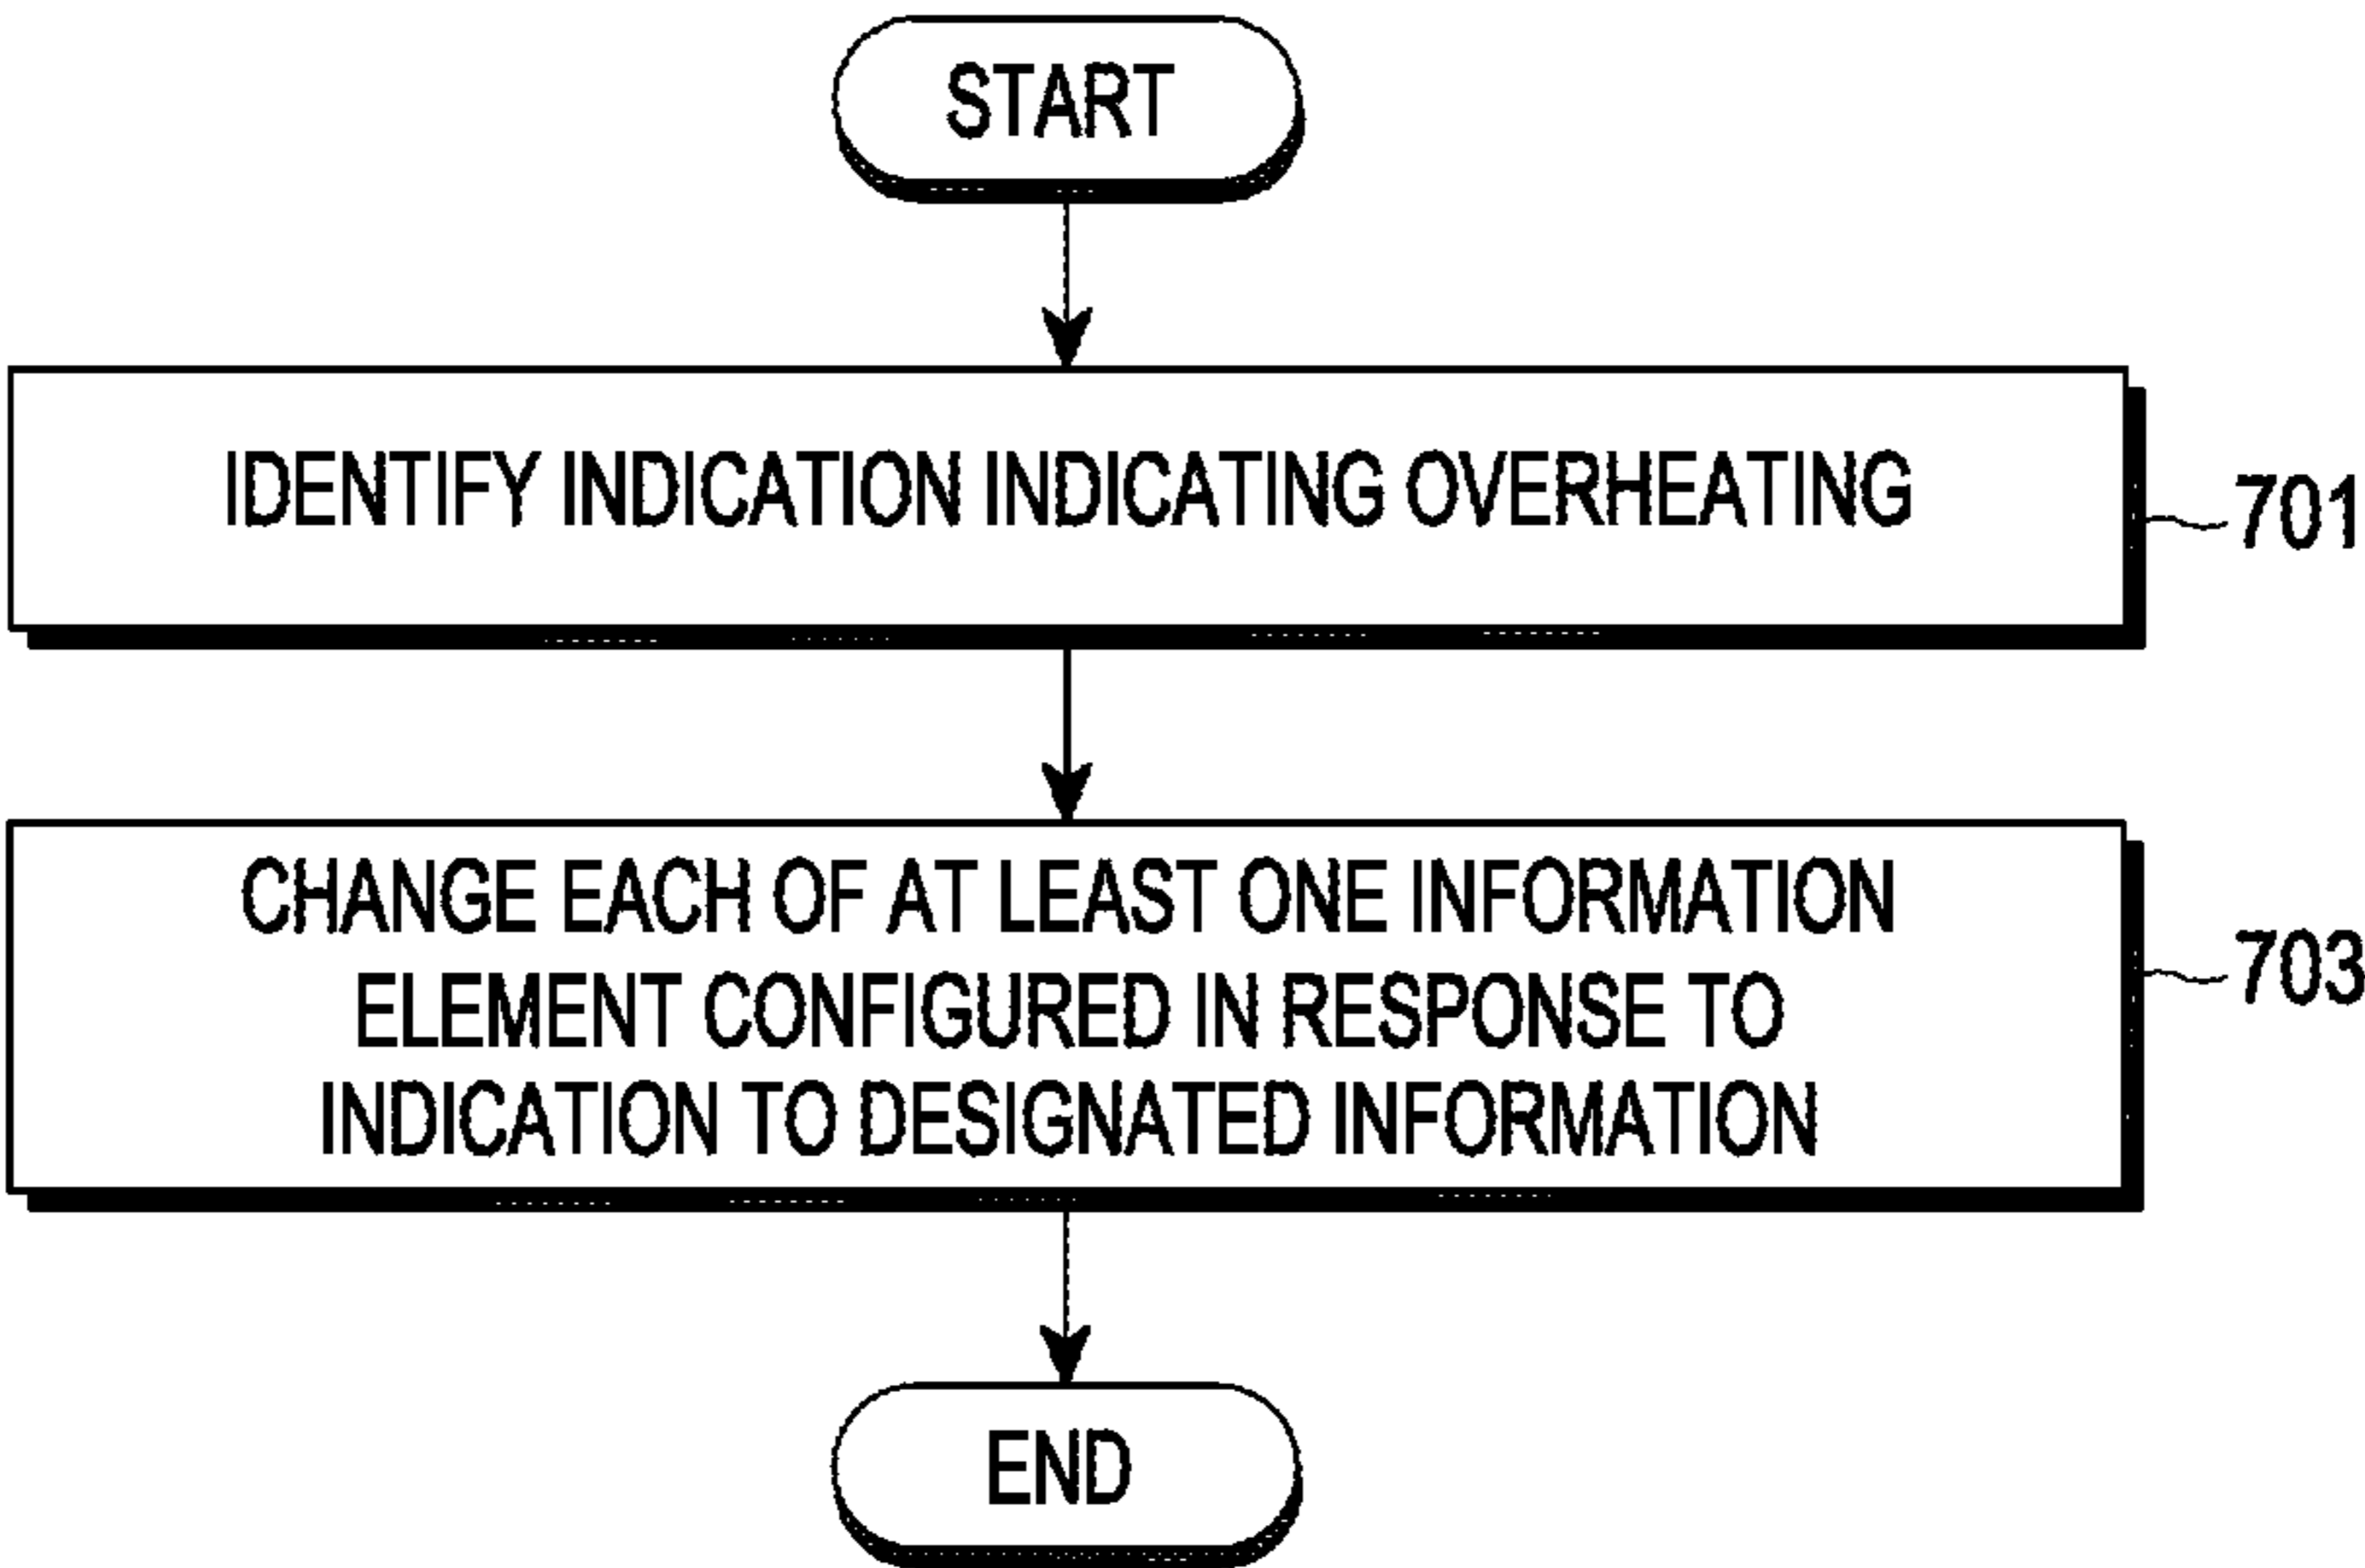 START
IDENTIFY INDICATION INDICATING OVERHEATING
701
CHANGE EACH OF AT LEAST ONE INFORMATION
ELEMENT CONFIGURED IN RESPONSE TO
INDICATION TO DESIGNATED INFORMATION
703
END